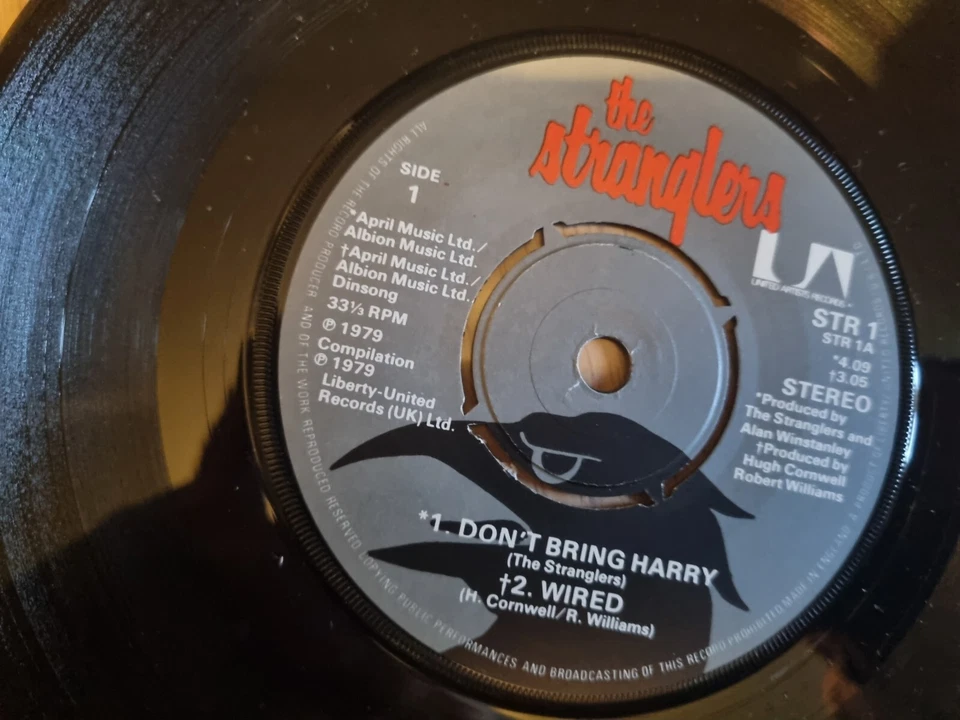 the
stranglers
SIDE
1
*April Music Ltd./
Albion Music Ltd.
†April Music Ltd./
Albion Music Ltd.
Dinsong
33⅓ RPM
℗ 1979
Compilation
℗ 1979
Liberty-United
Records (UK) Ltd.
UA
UNITED ARTISTS RECORDS
STR 1
STR 1A
*4.09
†3.05
STEREO
*Produced by
The Stranglers and
Alan Winstanley
†Produced by
Hugh Cornwell
Robert Williams
*1. DON'T BRING HARRY
(The Stranglers)
†2. WIRED
(H. Cornwell/R. Williams)
ALL RIGHTS OF THE RECORD PRODUCER AND OF THE WORK REPRODUCED RESERVED. COPYING PUBLIC PERFORMANCES AND BROADCASTING OF THIS RECORD PROHIBITED MADE IN ENGLAND